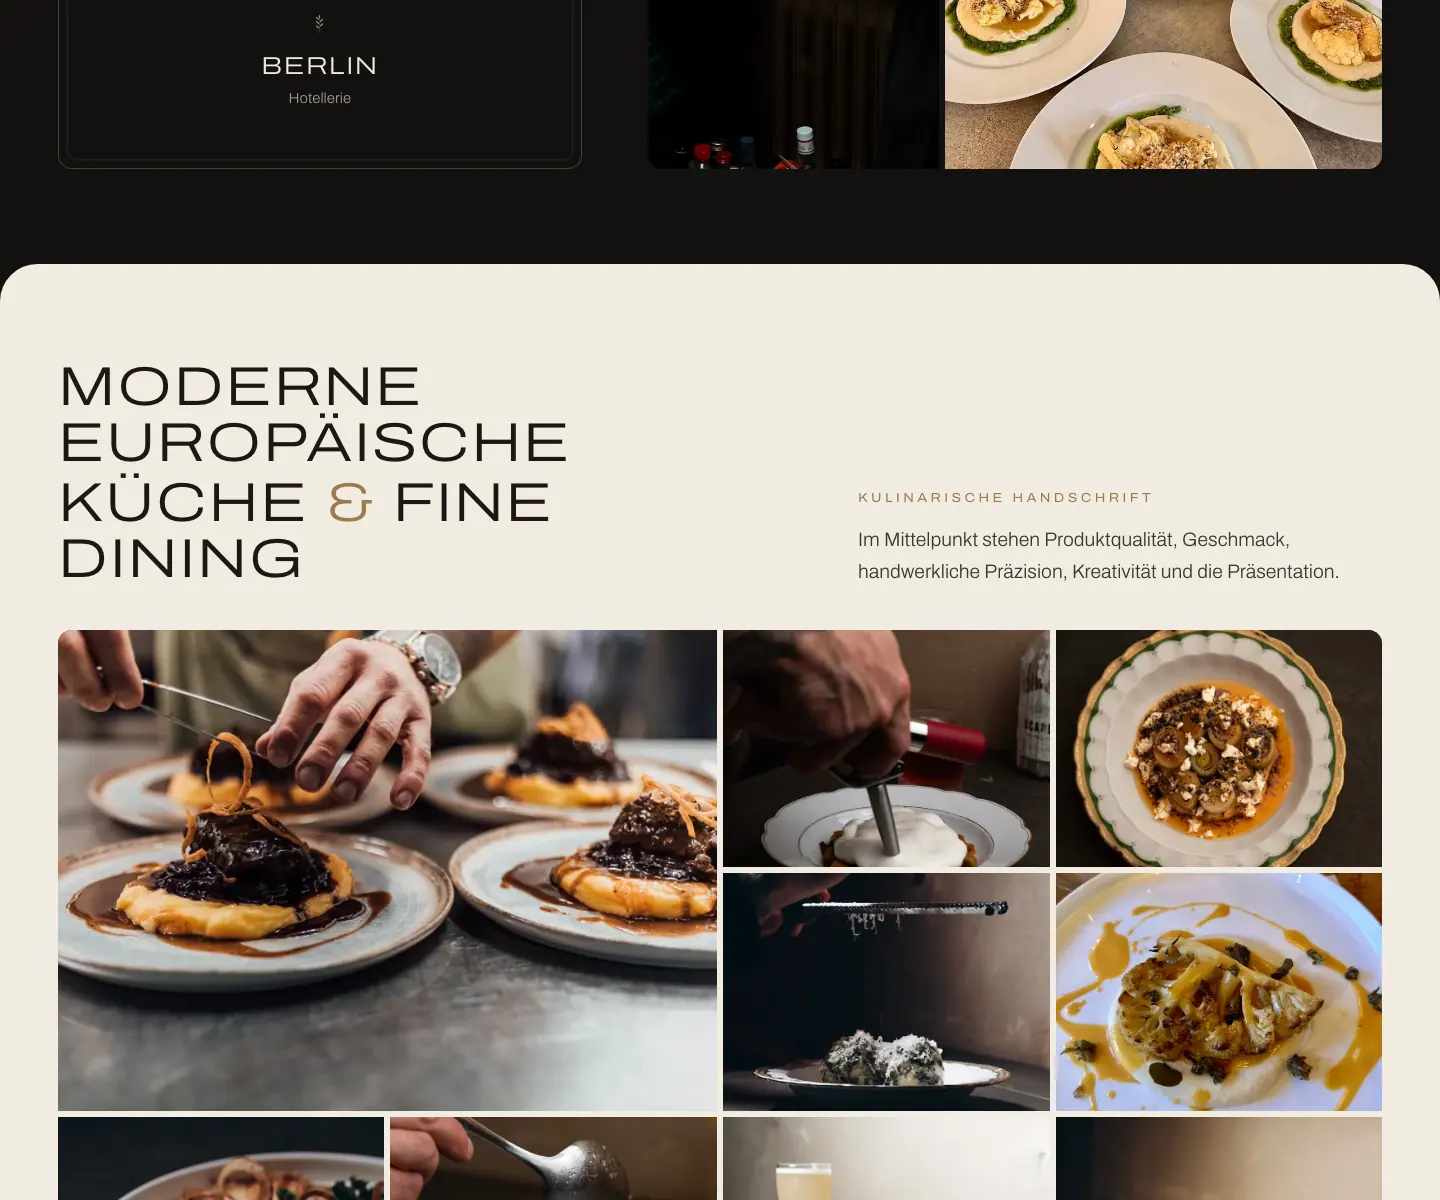 BERLIN
Hotellerie
MODERNE
EUROPÄISCHE
KÜCHE & FINE
DINING
KULINARISCHE HANDSCHRIFT
Im Mittelpunkt stehen Produktqualität, Geschmack,
handwerkliche Präzision, Kreativität und die Präsentation.